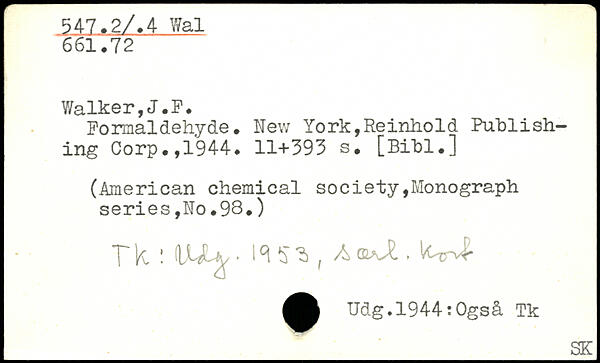 547.2/.4 Wal
661.72
Walker,J.F.
Formaldehyde. New York,Reinhold Publish-
ing Corp.,1944. 11+393 s. [Bibl.]
(American chemical society,Monograph
series,No.98.)
Tk: Udg. 1953, særl. kort
Udg.1944:Også Tk
SK